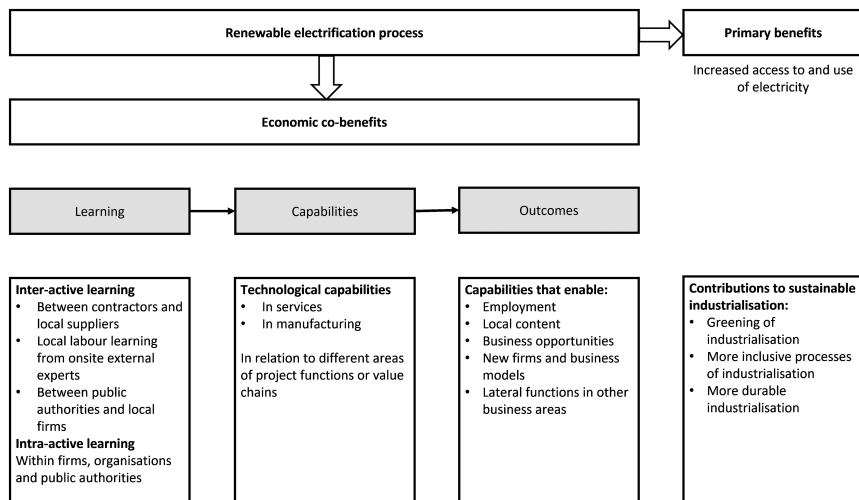 Renewable electrification process
Primary benefits
Increased access to and use
of electricity
Economic co-benefits
Learning
Capabilities
Outcomes
Inter-active learning
• Between contractors and
local suppliers
• Local labour learning
from onsite external
experts
• Between public
authorities and local
firms
Intra-active learning
Within firms, organisations
and public authorities
Technological capabilities
• In services
• In manufacturing
In relation to different areas
of project functions or value
chains
Capabilities that enable:
• Employment
• Local content
• Business opportunities
• New firms and business
models
• Lateral functions in other
business areas
Contributions to sustainable
industrialisation:
• Greening of
industrialisation
• More inclusive processes
of industrialisation
• More durable
industrialisation